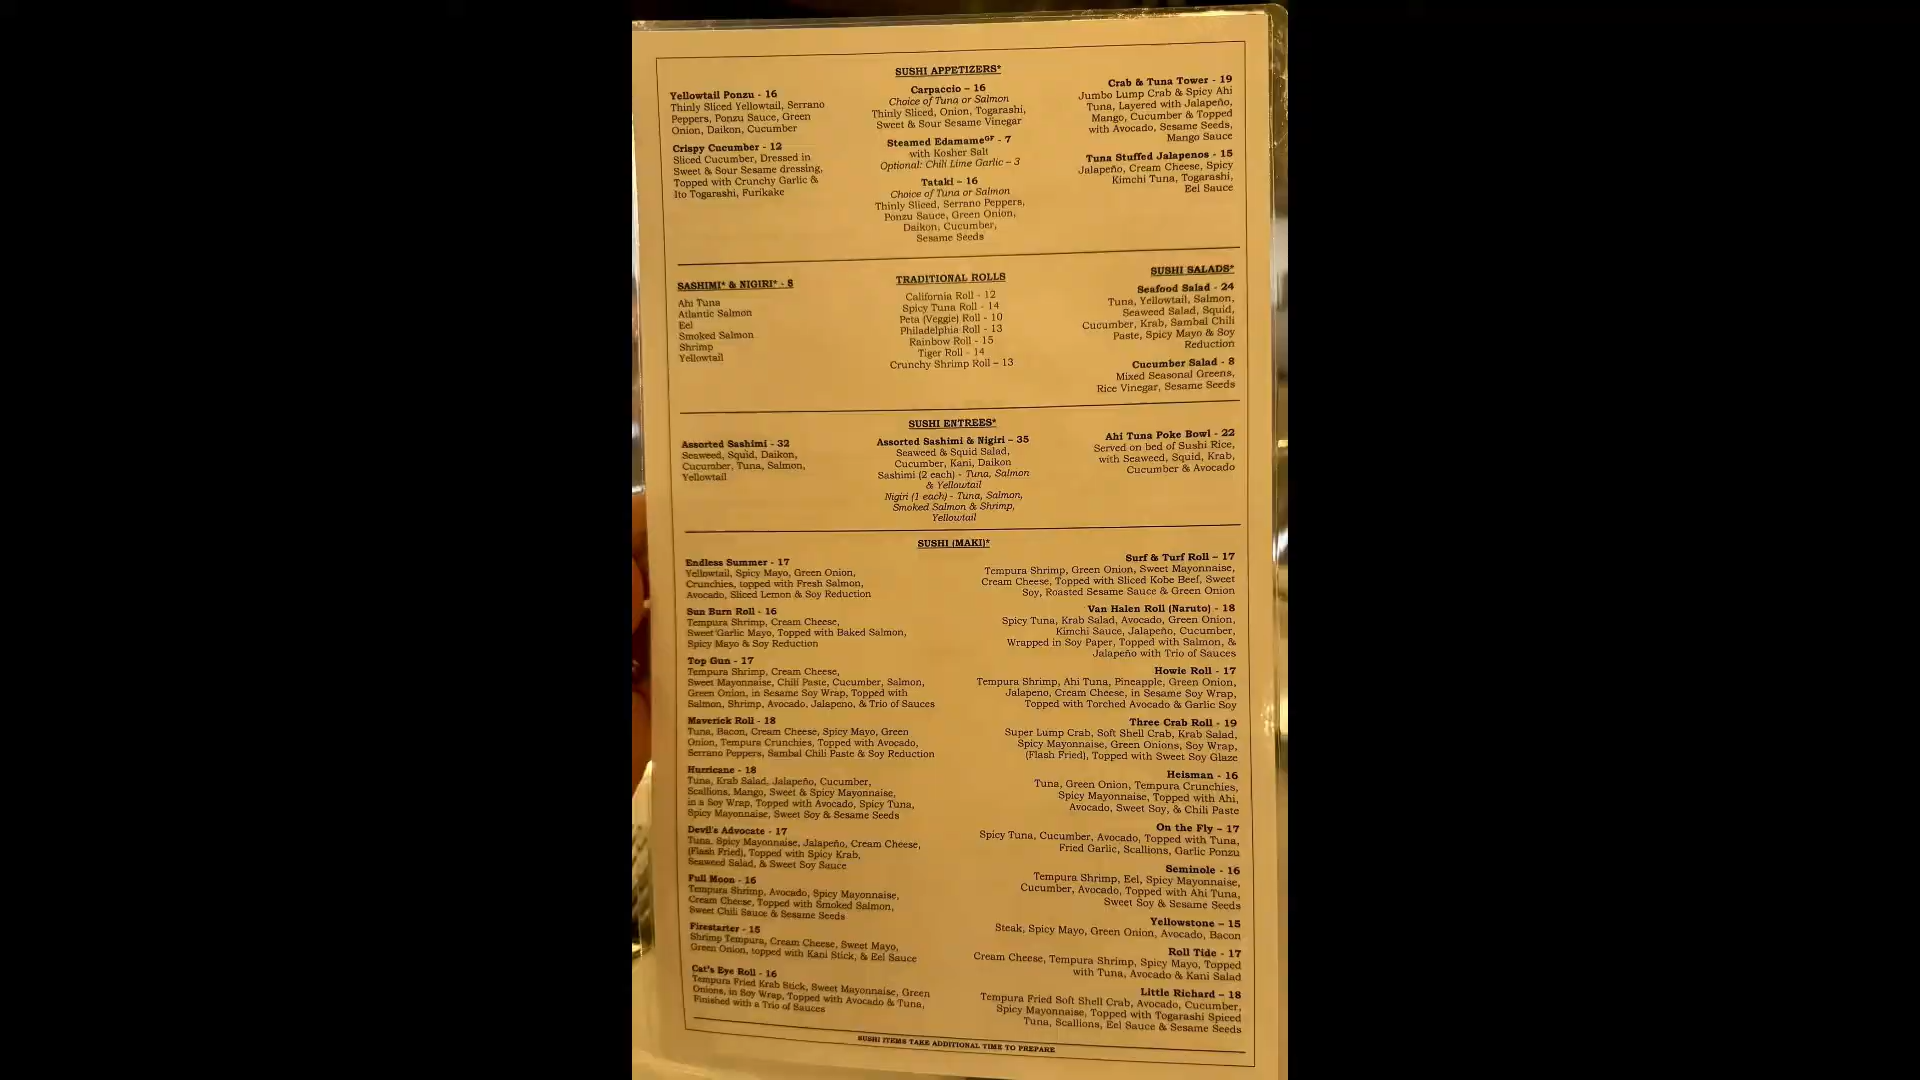 SUSHI APPETIZERS*
Yellowtail Ponzu - 16
Thinly Sliced Yellowtail, Serrano
Peppers, Ponzu Sauce, Green
Onion, Daikon, Cucumber
Crispy Cucumber - 12
Sliced Cucumber, Dressed in
Sweet & Sour Sesame dressing,
Topped with Crunchy Garlic &
Ito Togarashi, Furikake
Carpaccio – 16
Choice of Tuna or Salmon
Thinly Sliced, Onion, Togarashi,
Sweet & Sour Sesame Vinegar
Steamed Edamame GF - 7
with Kosher Salt
Optional: Chili Lime Garlic – 3
Tataki – 16
Choice of Tuna or Salmon
Thinly Sliced, Serrano Peppers,
Ponzu Sauce, Green Onion,
Daikon, Cucumber,
Sesame Seeds
Crab & Tuna Tower - 19
Jumbo Lump Crab & Spicy Ahi
Tuna, Layered with Jalapeño,
Mango, Cucumber & Topped
with Avocado, Sesame Seeds,
Mango Sauce
Tuna Stuffed Jalapenos - 15
Jalapeño, Cream Cheese, Spicy
Kimchi Tuna, Togarashi,
Eel Sauce
SASHIMI* & NIGIRI* - 8
Ahi Tuna
Atlantic Salmon
Eel
Smoked Salmon
Shrimp
Yellowtail
TRADITIONAL ROLLS
California Roll - 12
Spicy Tuna Roll - 14
Peta (Veggie) Roll - 10
Philadelphia Roll - 13
Rainbow Roll - 15
Tiger Roll - 14
Crunchy Shrimp Roll – 13
SUSHI SALADS*
Seafood Salad - 24
Tuna, Yellowtail, Salmon,
Seaweed Salad, Squid,
Cucumber, Krab, Sambal Chili
Paste, Spicy Mayo & Soy
Reduction
Cucumber Salad - 8
Mixed Seasonal Greens,
Rice Vinegar, Sesame Seeds
SUSHI ENTREES*
Assorted Sashimi - 32
Seaweed, Squid, Daikon,
Cucumber, Tuna, Salmon,
Yellowtail
Assorted Sashimi & Nigiri – 35
Seaweed & Squid Salad,
Cucumber, Kani, Daikon
Sashimi (2 each) - Tuna, Salmon
& Yellowtail
Nigiri (1 each) - Tuna, Salmon,
Smoked Salmon & Shrimp,
Yellowtail
Ahi Tuna Poke Bowl - 22
Served on bed of Sushi Rice,
with Seaweed, Squid, Krab,
Cucumber & Avocado
SUSHI (MAKI)*
Endless Summer - 17
Yellowtail, Spicy Mayo, Green Onion,
Crunchies, topped with Fresh Salmon,
Avocado, Sliced Lemon & Soy Reduction
Sun Burn Roll - 16
Tempura Shrimp, Cream Cheese,
Sweet Garlic Mayo, Topped with Baked Salmon,
Spicy Mayo & Soy Reduction
Top Gun - 17
Tempura Shrimp, Cream Cheese,
Sweet Mayonnaise, Chili Paste, Cucumber, Salmon,
Green Onion, in Sesame Soy Wrap, Topped with
Salmon, Shrimp, Avocado, Jalapeno, & Trio of Sauces
Maverick Roll - 18
Tuna, Bacon, Cream Cheese, Spicy Mayo, Green
Onion, Tempura Crunchies, Topped with Avocado,
Serrano Peppers, Sambal Chili Paste & Soy Reduction
Hurricane - 18
Tuna, Krab Salad, Jalapeño, Cucumber,
Scallions, Mango, Sweet & Spicy Mayonnaise,
in a Soy Wrap, Topped with Avocado, Spicy Tuna,
Spicy Mayonnaise, Sweet Soy & Sesame Seeds
Devil's Advocate - 17
Tuna, Spicy Mayonnaise, Jalapeño, Cream Cheese,
(Flash Fried), Topped with Spicy Krab,
Seaweed Salad, & Sweet Soy Sauce
Full Moon - 16
Tempura Shrimp, Avocado, Spicy Mayonnaise,
Cream Cheese, Topped with Smoked Salmon,
Sweet Chili Sauce & Sesame Seeds
Firestarter - 15
Shrimp Tempura, Cream Cheese, Sweet Mayo,
Green Onion, topped with Kani Stick, & Eel Sauce
Cat's Eye Roll - 16
Tempura Fried Krab Stick, Sweet Mayonnaise, Green
Onions, in Soy Wrap, Topped with Avocado & Tuna,
Finished with a Trio of Sauces
Surf & Turf Roll – 17
Tempura Shrimp, Green Onion, Sweet Mayonnaise,
Cream Cheese, Topped with Sliced Kobe Beef, Sweet
Soy, Roasted Sesame Sauce & Green Onion
Van Halen Roll (Naruto) - 18
Spicy Tuna, Krab Salad, Avocado, Green Onion,
Kimchi Sauce, Jalapeño, Cucumber,
Wrapped in Soy Paper, Topped with Salmon, &
Jalapeño with Trio of Sauces
Howie Roll - 17
Tempura Shrimp, Ahi Tuna, Pineapple, Green Onion,
Jalapeno, Cream Cheese, in Sesame Soy Wrap,
Topped with Torched Avocado & Garlic Soy
Three Crab Roll - 19
Super Lump Crab, Soft Shell Crab, Krab Salad,
Spicy Mayonnaise, Green Onions, Soy Wrap,
(Flash Fried), Topped with Sweet Soy Glaze
Heisman - 16
Tuna, Green Onion, Tempura Crunchies,
Spicy Mayonnaise, Topped with Ahi,
Avocado, Sweet Soy, & Chili Paste
On the Fly – 17
Spicy Tuna, Cucumber, Avocado, Topped with Tuna,
Fried Garlic, Scallions, Garlic Ponzu
Seminole - 16
Tempura Shrimp, Eel, Spicy Mayonnaise,
Cucumber, Avocado, Topped with Ahi Tuna,
Sweet Soy & Sesame Seeds
Yellowstone – 15
Steak, Spicy Mayo, Green Onion, Avocado, Bacon
Roll Tide - 17
Cream Cheese, Tempura Shrimp, Spicy Mayo, Topped
with Tuna, Avocado & Kani Salad
Little Richard – 18
Tempura Fried Soft Shell Crab, Avocado, Cucumber,
Spicy Mayonnaise, Topped with Togarashi Spiced
Tuna, Scallions, Eel Sauce & Sesame Seeds
SUSHI ITEMS TAKE ADDITIONAL TIME TO PREPARE